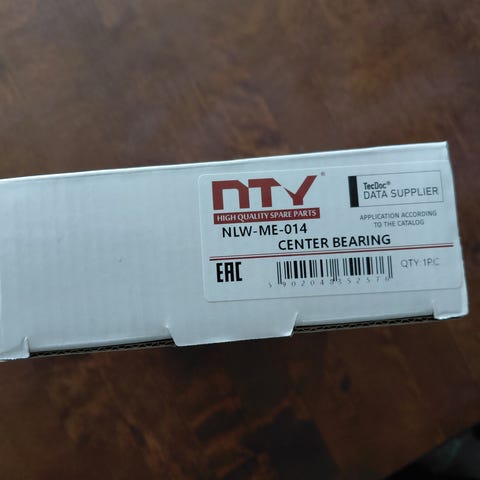 NTY®
HIGH QUALITY SPARE PARTS
TecDoc®
DATA SUPPLIER
APPLICATION ACCORDING
TO THE CATALOG
NLW-ME-014
CENTER BEARING
EAC
QTY:1PC
5902048352576